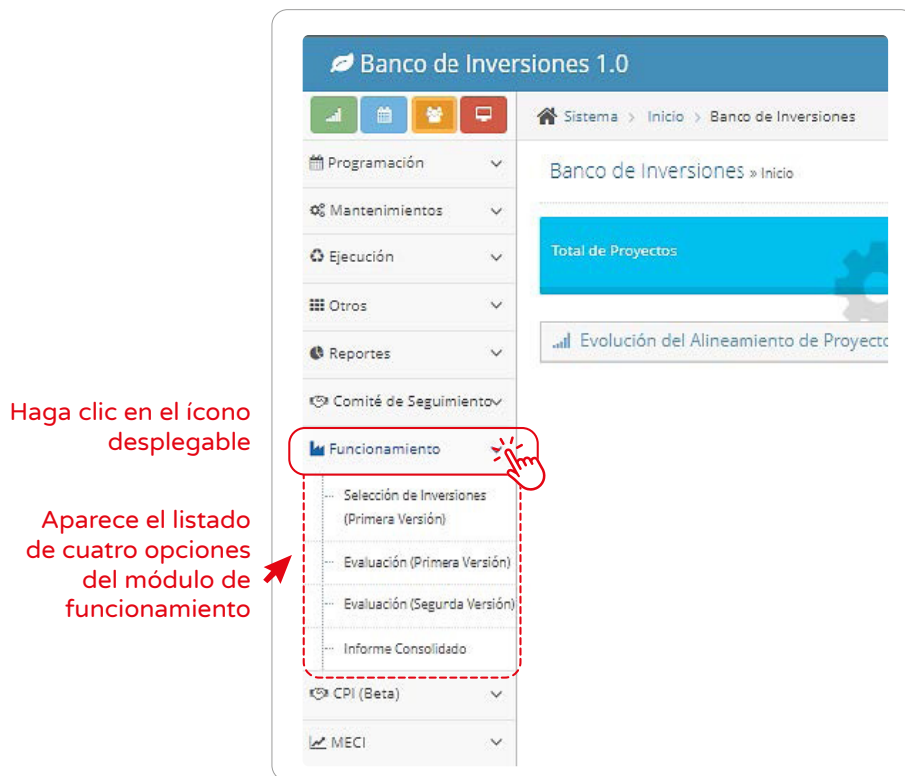 Banco de Inversiones 1.0
Sistema > Inicio > Banco de Inversiones
Programación
Banco de Inversiones » Inicio
Mantenimientos
Ejecución
Total de Proyectos
Otros
Evolución del Alineamiento de Proyecto
Reportes
Comité de Seguimiento
Haga clic en el ícono
desplegable
Funcionamiento
Selección de Inversiones
(Primera Versión)
Aparece el listado
de cuatro opciones
del módulo de
funcionamiento
Evaluación (Primera Versión)
Evaluación (Segurda Versión)
Informe Consolidado
CPI (Beta)
MECI